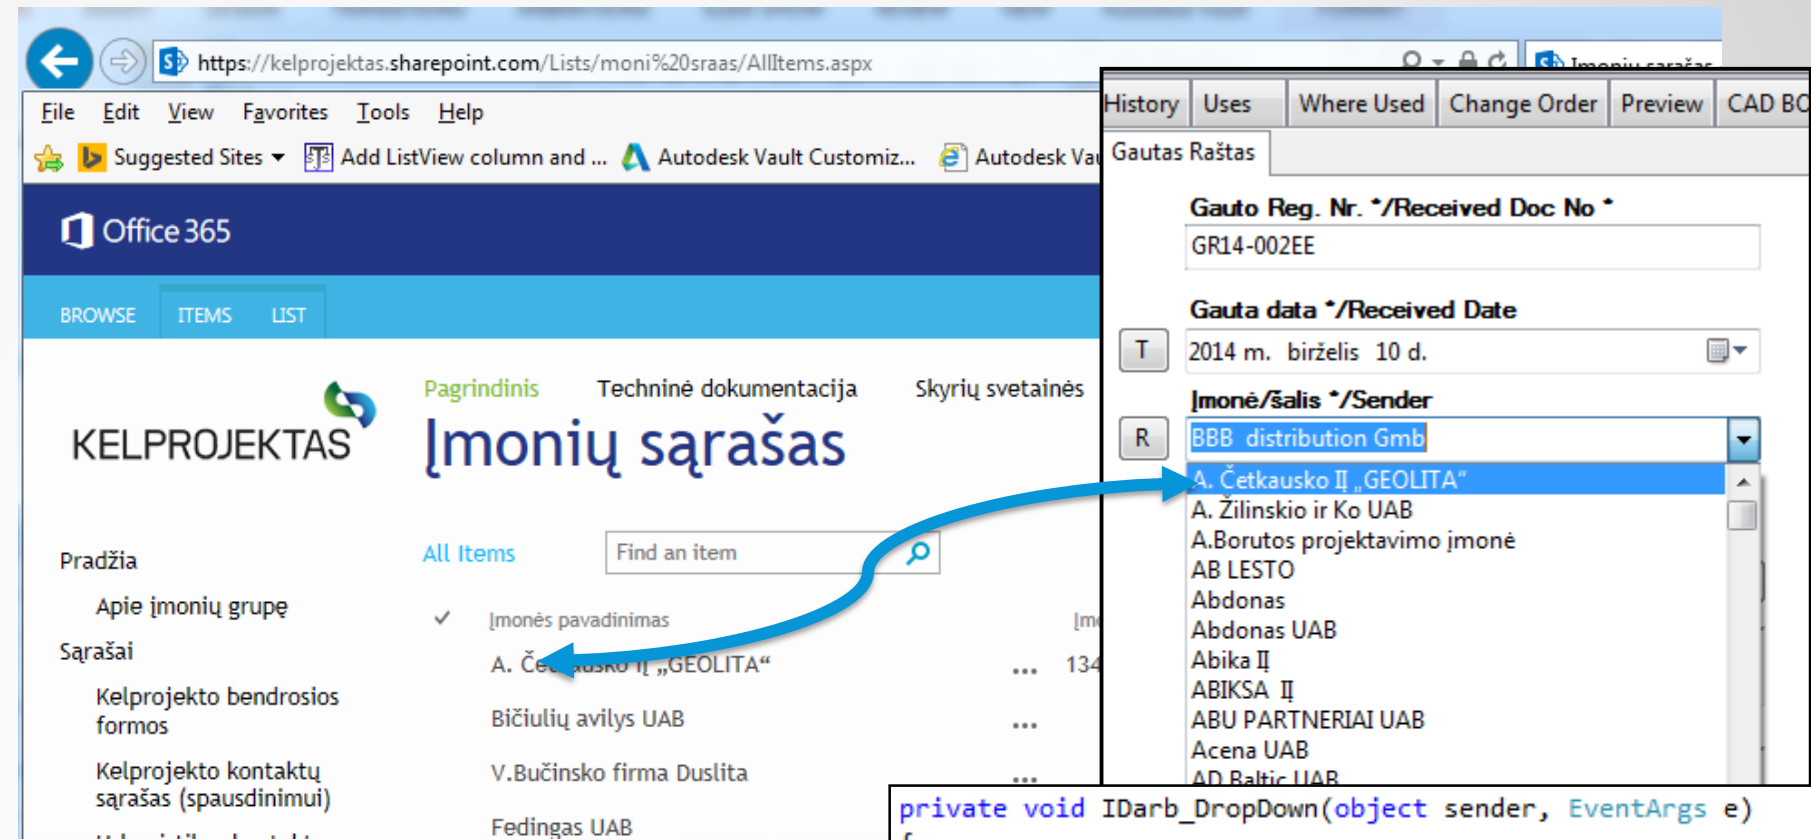 https://kelprojektas.sharepoint.com/Lists/moni%20sraas/AllItems.aspx
File Edit View Favorites Tools Help
Suggested Sites Add ListView column and ... Autodesk Vault Customiz... Autodesk Vau
Office 365
BROWSE ITEMS LIST
KELPROJEKTAS
Pagrindinis Techninė dokumentacija Skyrių svetainės
Įmonių sąrašas
All Items Find an item
Pradžia
Apie įmonių grupę
Sąrašai
Kelprojekto bendrosios
formos
Kelprojekto kontaktų
sąrašas (spausdinimui)
Įmonės pavadinimas
A. Četkausko IĮ „GEOLITA“ ... 134
Bičiulių avilys UAB ...
V.Bučinsko firma Duslita ...
Fedingas UAB
History Uses Where Used Change Order Preview CAD BO
Gautas Raštas
Gauto Reg. Nr. */Received Doc No *
GR14-002EE
Gauta data */Received Date
T 2014 m. birželis 10 d.
Įmonė/šalis */Sender
R BBB distribution Gmb
A. Četkausko IĮ „GEOLITA“
A. Žilinskio ir Ko UAB
A.Borutos projektavimo įmonė
AB LESTO
Abdonas
Abdonas UAB
Abika IĮ
ABIKSA IĮ
ABU PARTNERIAI UAB
Acena UAB
AD Baltic UAB
private void IDarb_DropDown(object sender, EventArgs e)